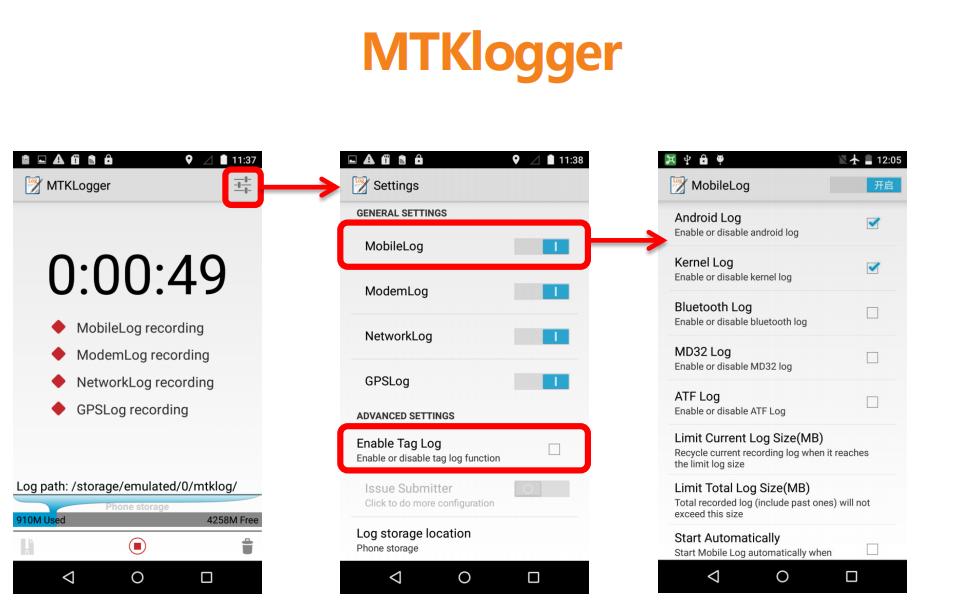 MTKlogger
11:37
MTKLogger
0:00:49
MobileLog recording
ModemLog recording
NetworkLog recording
GPSLog recording
Log path: /storage/emulated/0/mtklog/
Phone storage
910M Used
4258M Free
11:38
Settings
GENERAL SETTINGS
MobileLog
ModemLog
NetworkLog
GPSLog
ADVANCED SETTINGS
Enable Tag Log
Enable or disable tag log function
Issue Submitter
Click to do more configuration
Log storage location
Phone storage
12:05
MobileLog
开启
Android Log
Enable or disable android log
Kernel Log
Enable or disable kernel log
Bluetooth Log
Enable or disable bluetooth log
MD32 Log
Enable or disable MD32 log
ATF Log
Enable or disable ATF Log
Limit Current Log Size(MB)
Recycle current recording log when it reaches
the limit log size
Limit Total Log Size(MB)
Total recorded log (include past ones) will not
exceed this size
Start Automatically
Start Mobile Log automatically when